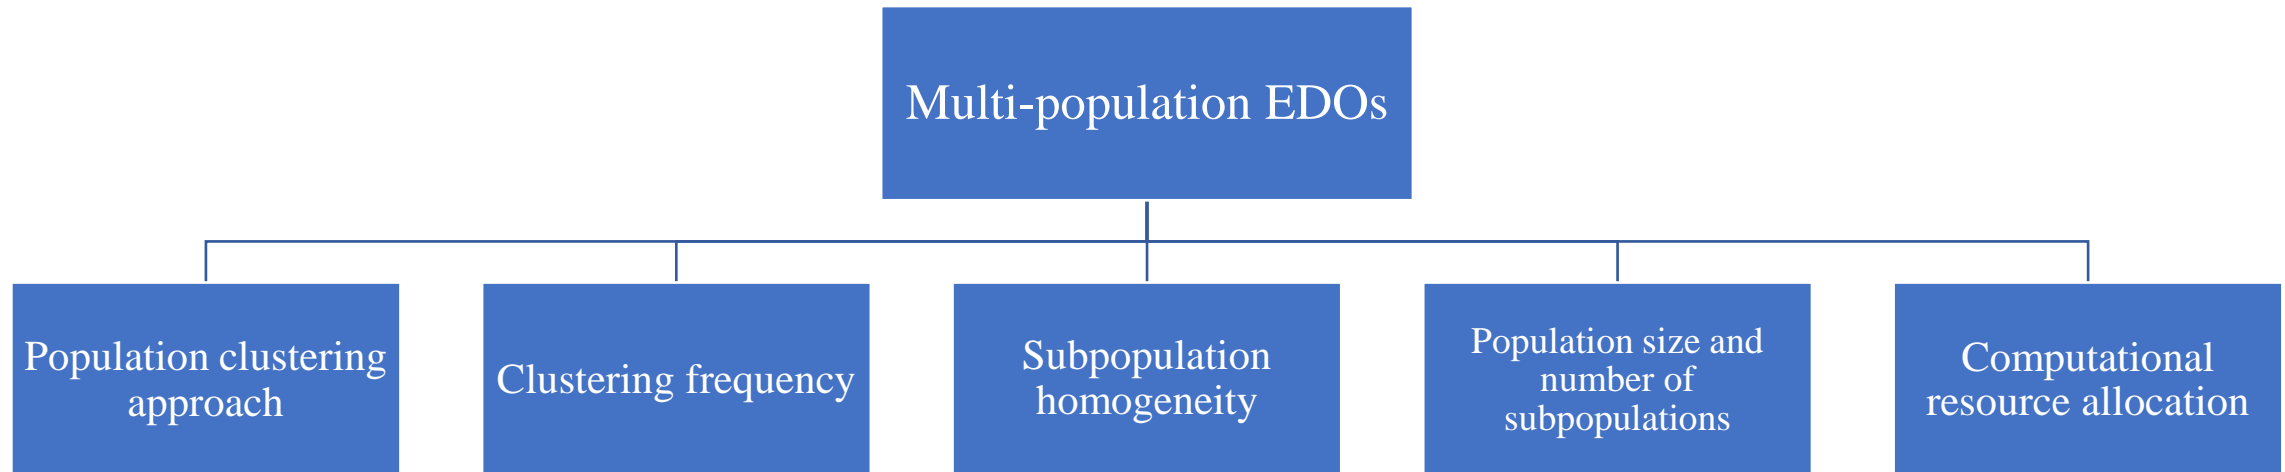 Multi-population EDOs
Population clustering
approach
Clustering frequency
Subpopulation
homogeneity
Population size and
number of
subpopulations
Computational
resource allocation